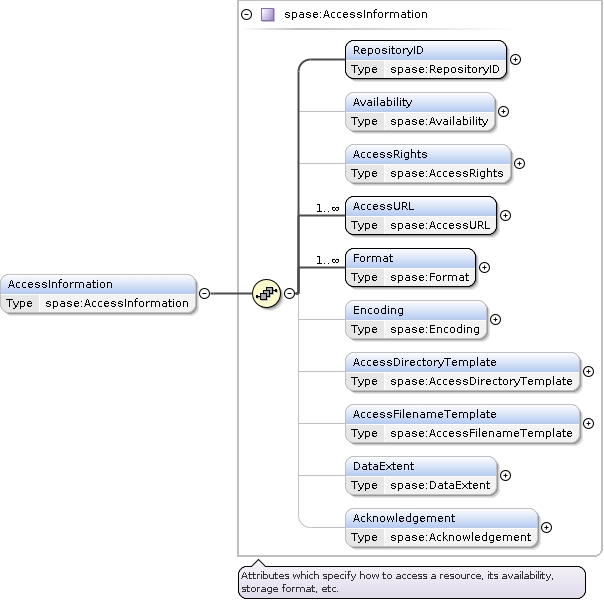 spase:AccessInformation
RepositoryID
Type spase:RepositoryID
Availability
Type spase:Availability
AccessRights
Type spase:AccessRights
1..∞
AccessURL
Type spase:AccessURL
1..∞
Format
Type spase:Format
AccessInformation
Type spase:AccessInformation
Encoding
Type spase:Encoding
AccessDirectoryTemplate
Type spase:AccessDirectoryTemplate
AccessFilenameTemplate
Type spase:AccessFilenameTemplate
DataExtent
Type spase:DataExtent
Acknowledgement
Type spase:Acknowledgement
Attributes which specify how to access a resource, its availability,
storage format, etc.